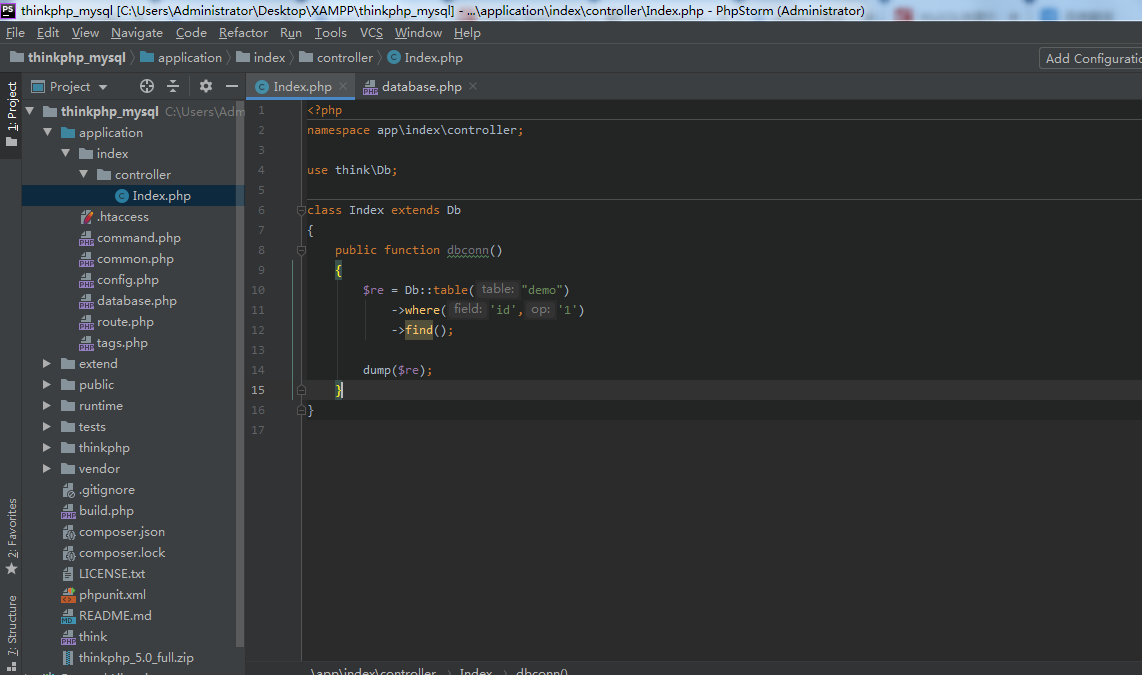 thinkphp_mysql [C:\Users\Administrator\Desktop\XAMPP\thinkphp_mysql] - ...\application\index\controller\Index.php - PhpStorm (Administrator)
File Edit View Navigate Code Refactor Run Tools VCS Window Help
thinkphp_mysql application index controller Index.php
Project Index.php database.php
1: Project
thinkphp_mysql
application
index
controller
Index.php
.htaccess
command.php
common.php
config.php
database.php
route.php
tags.php
extend
public
runtime
tests
thinkphp
vendor
.gitignore
build.php
composer.json
composer.lock
LICENSE.txt
phpunit.xml
README.md
think
thinkphp_5.0_full.zip
2: Favorites
7: Structure
1 <?php
2 namespace app\index\controller;
3
4 use think\Db;
5
6 class Index extends Db
7 {
8 public function dbconn()
9 {
10 $re = Db::table( table: "demo")
11 ->where( field: 'id', op: '1')
12 ->find();
13
14 dump($re);
15 }
16 }
17
\app\index\controller Index dbconn()